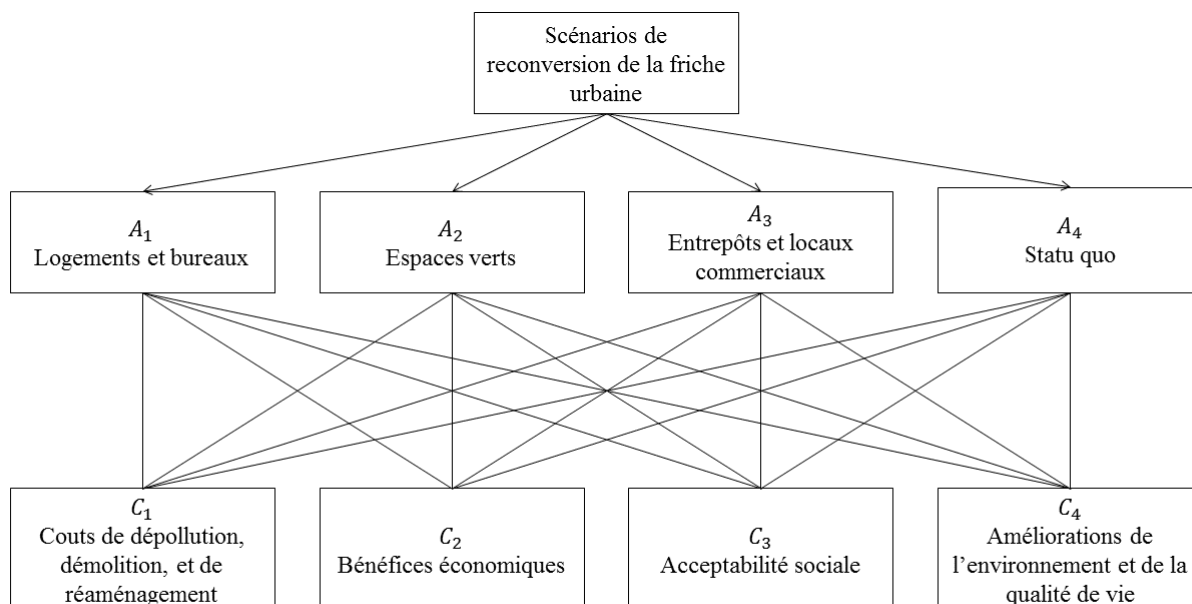 Scénarios de
reconversion de la friche
urbaine
A₁
Logements et bureaux
A₂
Espaces verts
A₃
Entrepôts et locaux
commerciaux
A₄
Statu quo
C₁
Couts de dépollution,
démolition, et de
réaménagement
C₂
Bénéfices économiques
C₃
Acceptabilité sociale
C₄
Améliorations de
l’environnement et de la
qualité de vie